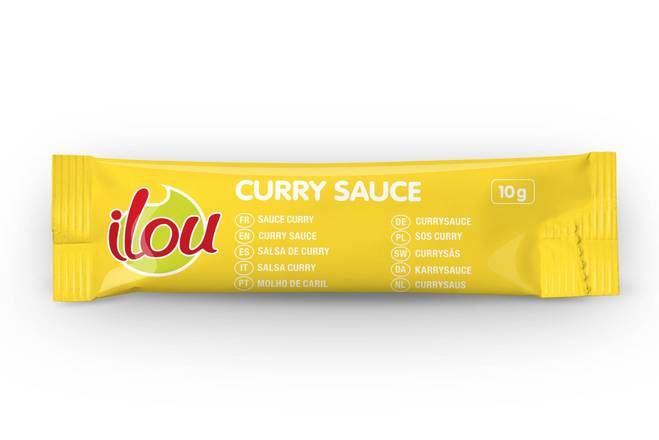 ilou
CURRY SAUCE
10 g
FR SAUCE CURRY
EN CURRY SAUCE
ES SALSA DE CURRY
IT SALSA CURRY
PT MOLHO DE CARIL
DE CURRYSAUCE
PL SOS CURRY
SW CURRYSÅS
DA KARRYSAUCE
NL CURRYSAUS